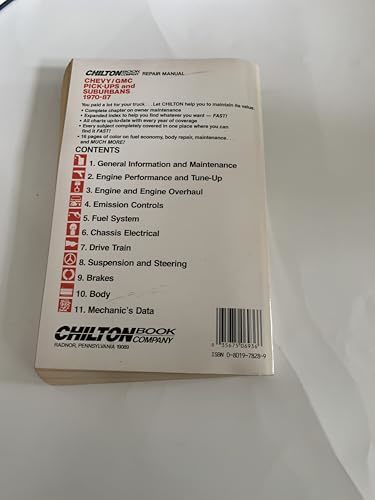 CHILTON BOOK COMPANY REPAIR MANUAL
CHEVY/GMC
PICK-UPS and
SUBURBANS
1970-87
You paid a lot for your truck. . . Let CHILTON help you to maintain its value.
• Complete chapter on owner maintenance
• Expanded index to help you find whatever you want — FAST!
• All charts up-to-date with every year of coverage
• Every subject completely covered in one place where you can
find it FAST!
• 16 pages of color on fuel economy, body repair, maintenance. . .
and MUCH MORE!
CONTENTS
1. General Information and Maintenance
2. Engine Performance and Tune-Up
3. Engine and Engine Overhaul
4. Emission Controls
5. Fuel System
6. Chassis Electrical
7. Drive Train
8. Suspension and Steering
9. Brakes
10. Body
11. Mechanic's Data
CHILTON BOOK COMPANY
RADNOR, PENNSYLVANIA 19089
8 35675 06936
ISBN 0-8019-7828-9